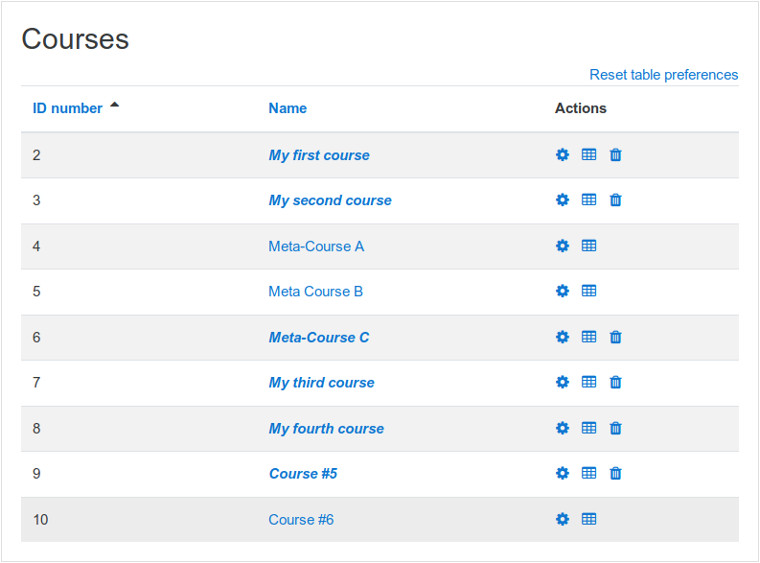 Courses
Reset table preferences
ID number Name Actions
2 My first course
3 My second course
4 Meta-Course A
5 Meta Course B
6 Meta-Course C
7 My third course
8 My fourth course
9 Course #5
10 Course #6